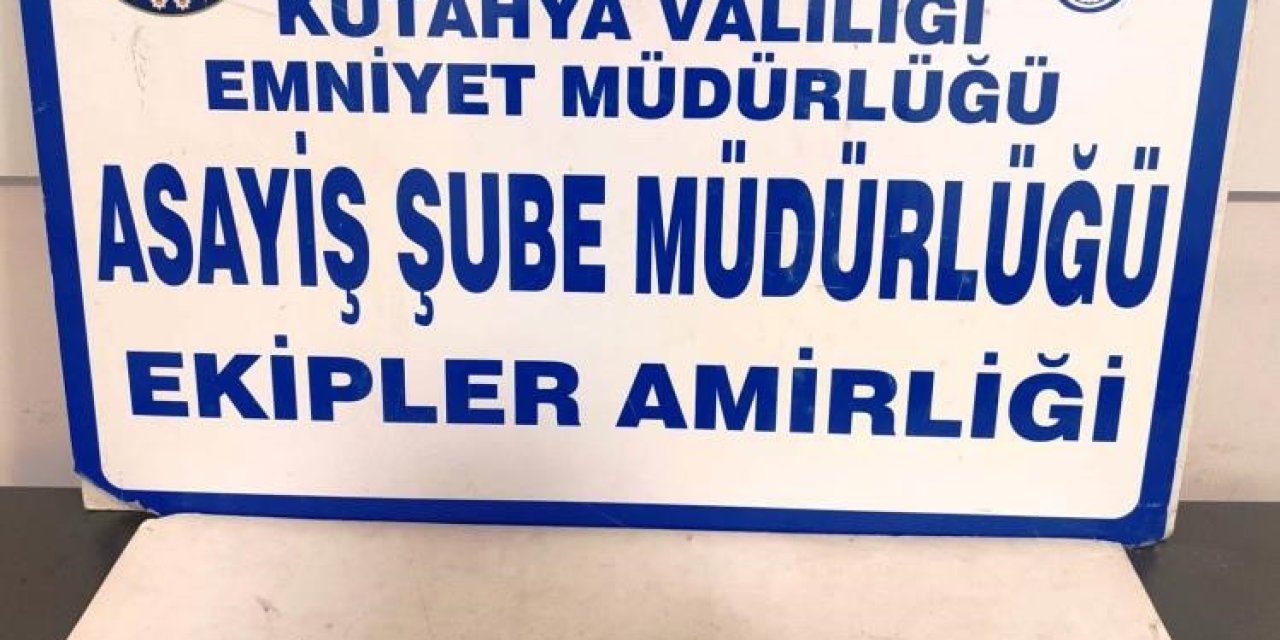 KÜTAHYA VALİLİĞİ
EMNİYET MÜDÜRLÜĞÜ
ASAYİŞ ŞUBE MÜDÜRLÜĞÜ
EKİPLER AMİRLİĞİ